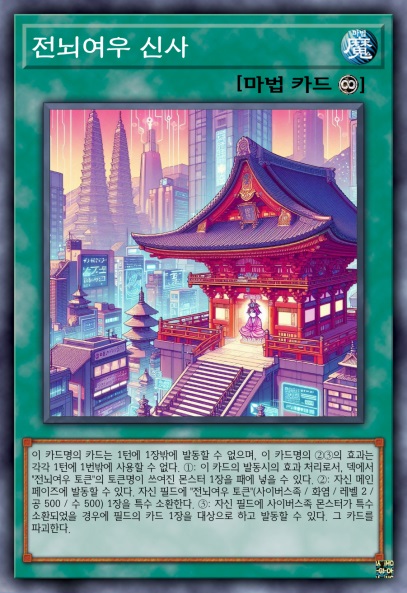 전뇌여우 신사
마법
魔
[마법 카드]
이 카드명의 카드는 1턴에 1장밖에 발동할 수 없으며, 이 카드명의 ②③의 효과는
각각 1턴에 1번밖에 사용할 수 없다. ①: 이 카드의 발동시의 효과 처리로서, 덱에서
'전뇌여우 토큰"의 토큰명이 쓰여진 몬스터 1장을 패에 넣을 수 있다. ②: 자신 메인
페이즈에 발동할 수 있다. 자신 필드에 "전뇌여우 토큰"(사이버스족 / 화염 / 레벨 2 /
공 500 / 수 500) 1장을 특수 소환한다. ③: 자신 필드에 사이버스족 몬스터가 특수
소환되었을 경우에 필드의 카드 1장을 대상으로 하고 발동할 수 있다. 그 카드를
파괴한다.